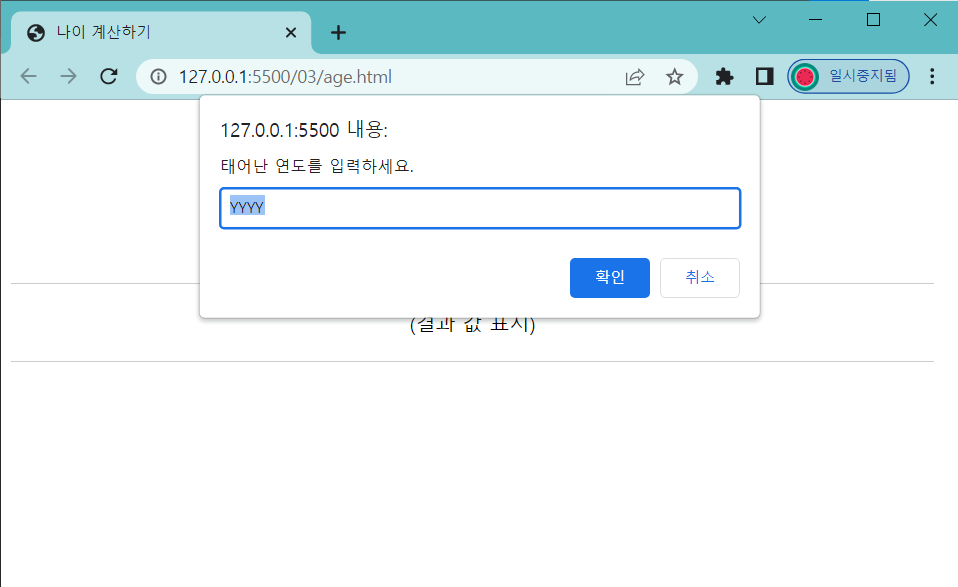 나이 계산하기
127.0.0.1:5500/03/age.html
일시중지됨
127.0.0.1:5500 내용:
태어난 연도를 입력하세요.
YYYY
확인 취소
(결과 값 표시)